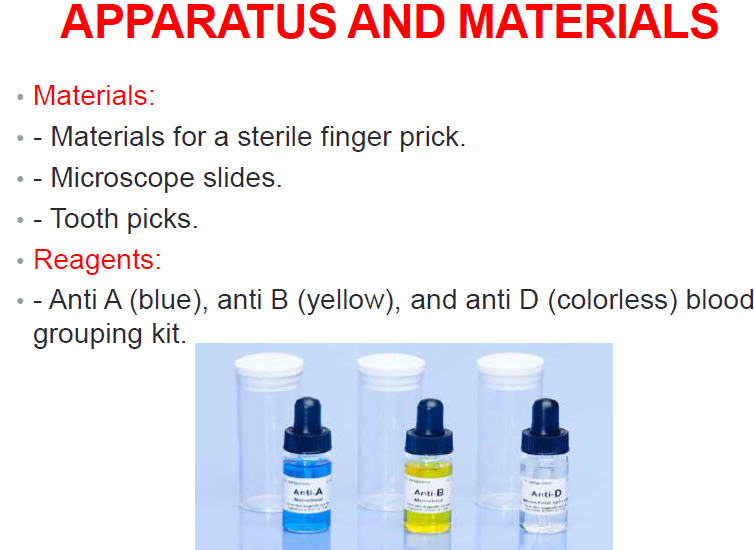 APPARATUS AND MATERIALS
• Materials:
• - Materials for a sterile finger prick.
• - Microscope slides.
• - Tooth picks.
• Reagents:
• - Anti A (blue), anti B (yellow), and anti D (colorless) blood
grouping kit.
Anti-A
Anti-B
Anti-D